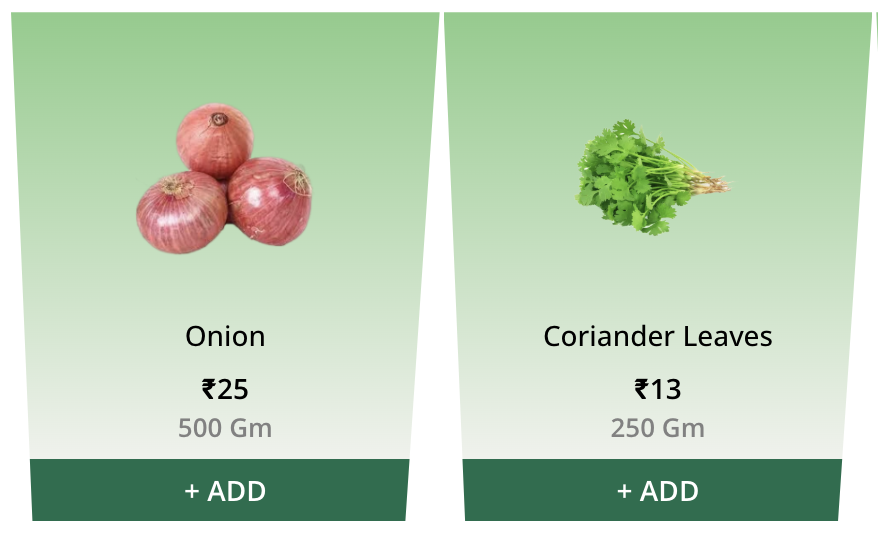 Onion
₹25
500 Gm
+ ADD
Coriander Leaves
₹13
250 Gm
+ ADD